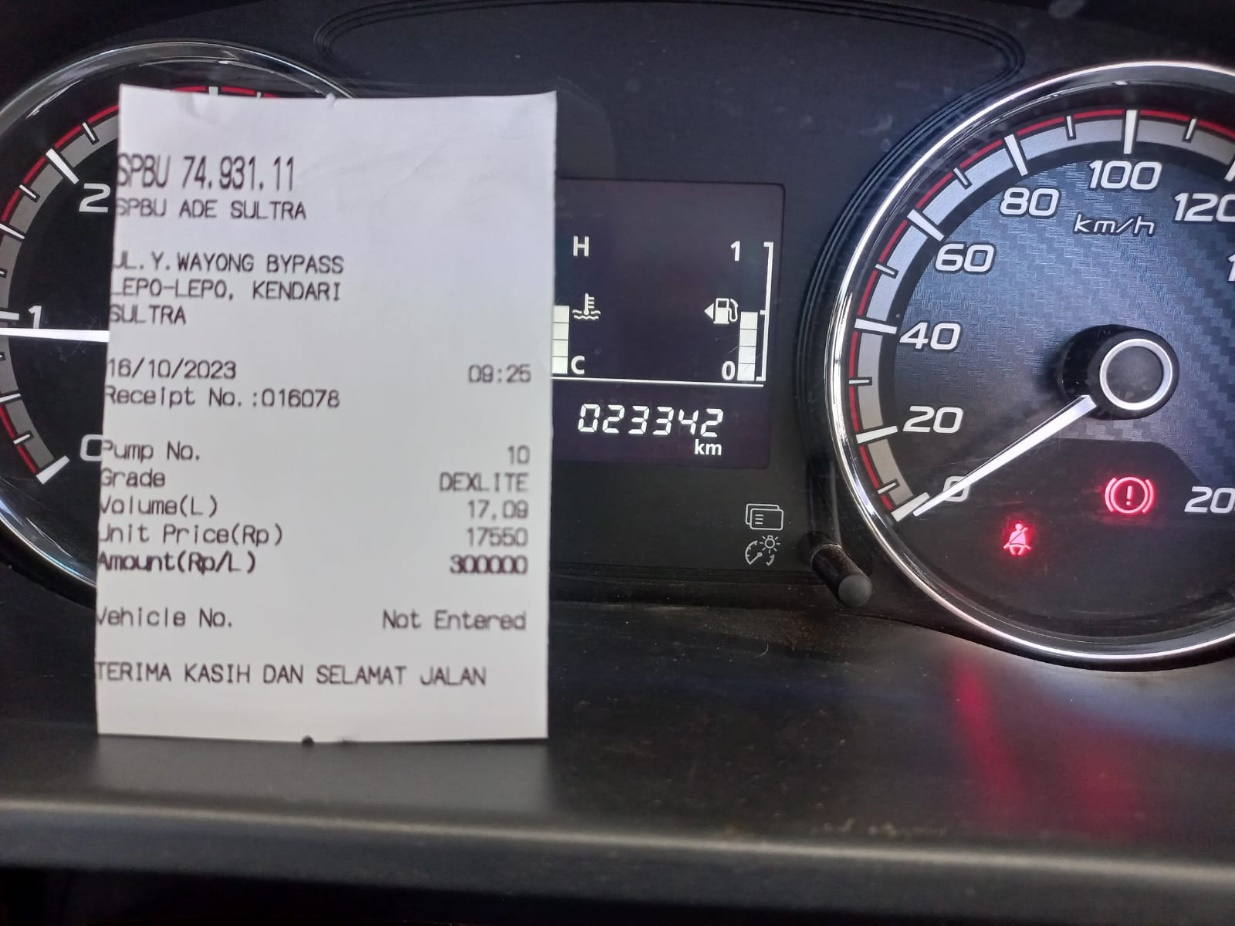 SPBU 74.931.11
SPBU ADE SULTRA
JL.Y.WAYONG BYPASS
LEPO-LEPO, KENDARI
SULTRA
16/10/2023 09:25
Receipt No.:016078
Pump No. 10
Grade DEXLITE
Volume(L) 17,09
Unit Price(Rp) 17550
Amount(Rp/L) 300000
Vehicle No. Not Entered
TERIMA KASIH DAN SELAMAT JALAN
2
1
0
H
C
1
0
023342
km
0
20
40
60
80
100
120
km/h